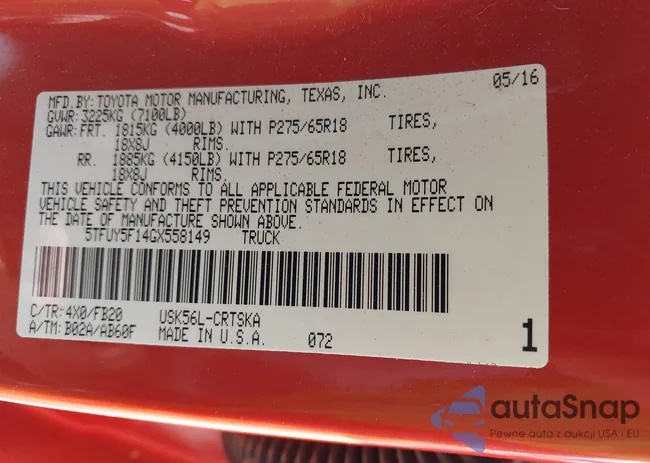 MFD.BY: TOYOTA MOTOR MANUFACTURING, TEXAS, INC. 05/16
GVWR: 3225KG (7100LB)
GAWR: FRT. 1815KG (4000LB) WITH P275/65R18 TIRES,
18X8J RIMS.
RR. 1885KG (4150LB) WITH P275/65R18 TIRES,
18X8J RIMS.
THIS VEHICLE CONFORMS TO ALL APPLICABLE FEDERAL MOTOR
VEHICLE SAFETY AND THEFT PREVENTION STANDARDS IN EFFECT ON
THE DATE OF MANUFACTURE SHOWN ABOVE.
5TFUY5F14GX558149 TRUCK
C/TR: 4X0/FB20 USK56L-CRTSKA
A/TM: B02A/AB60F MADE IN U.S.A. 072 1
autaSnap
Pewne auta z aukcji USA · EU